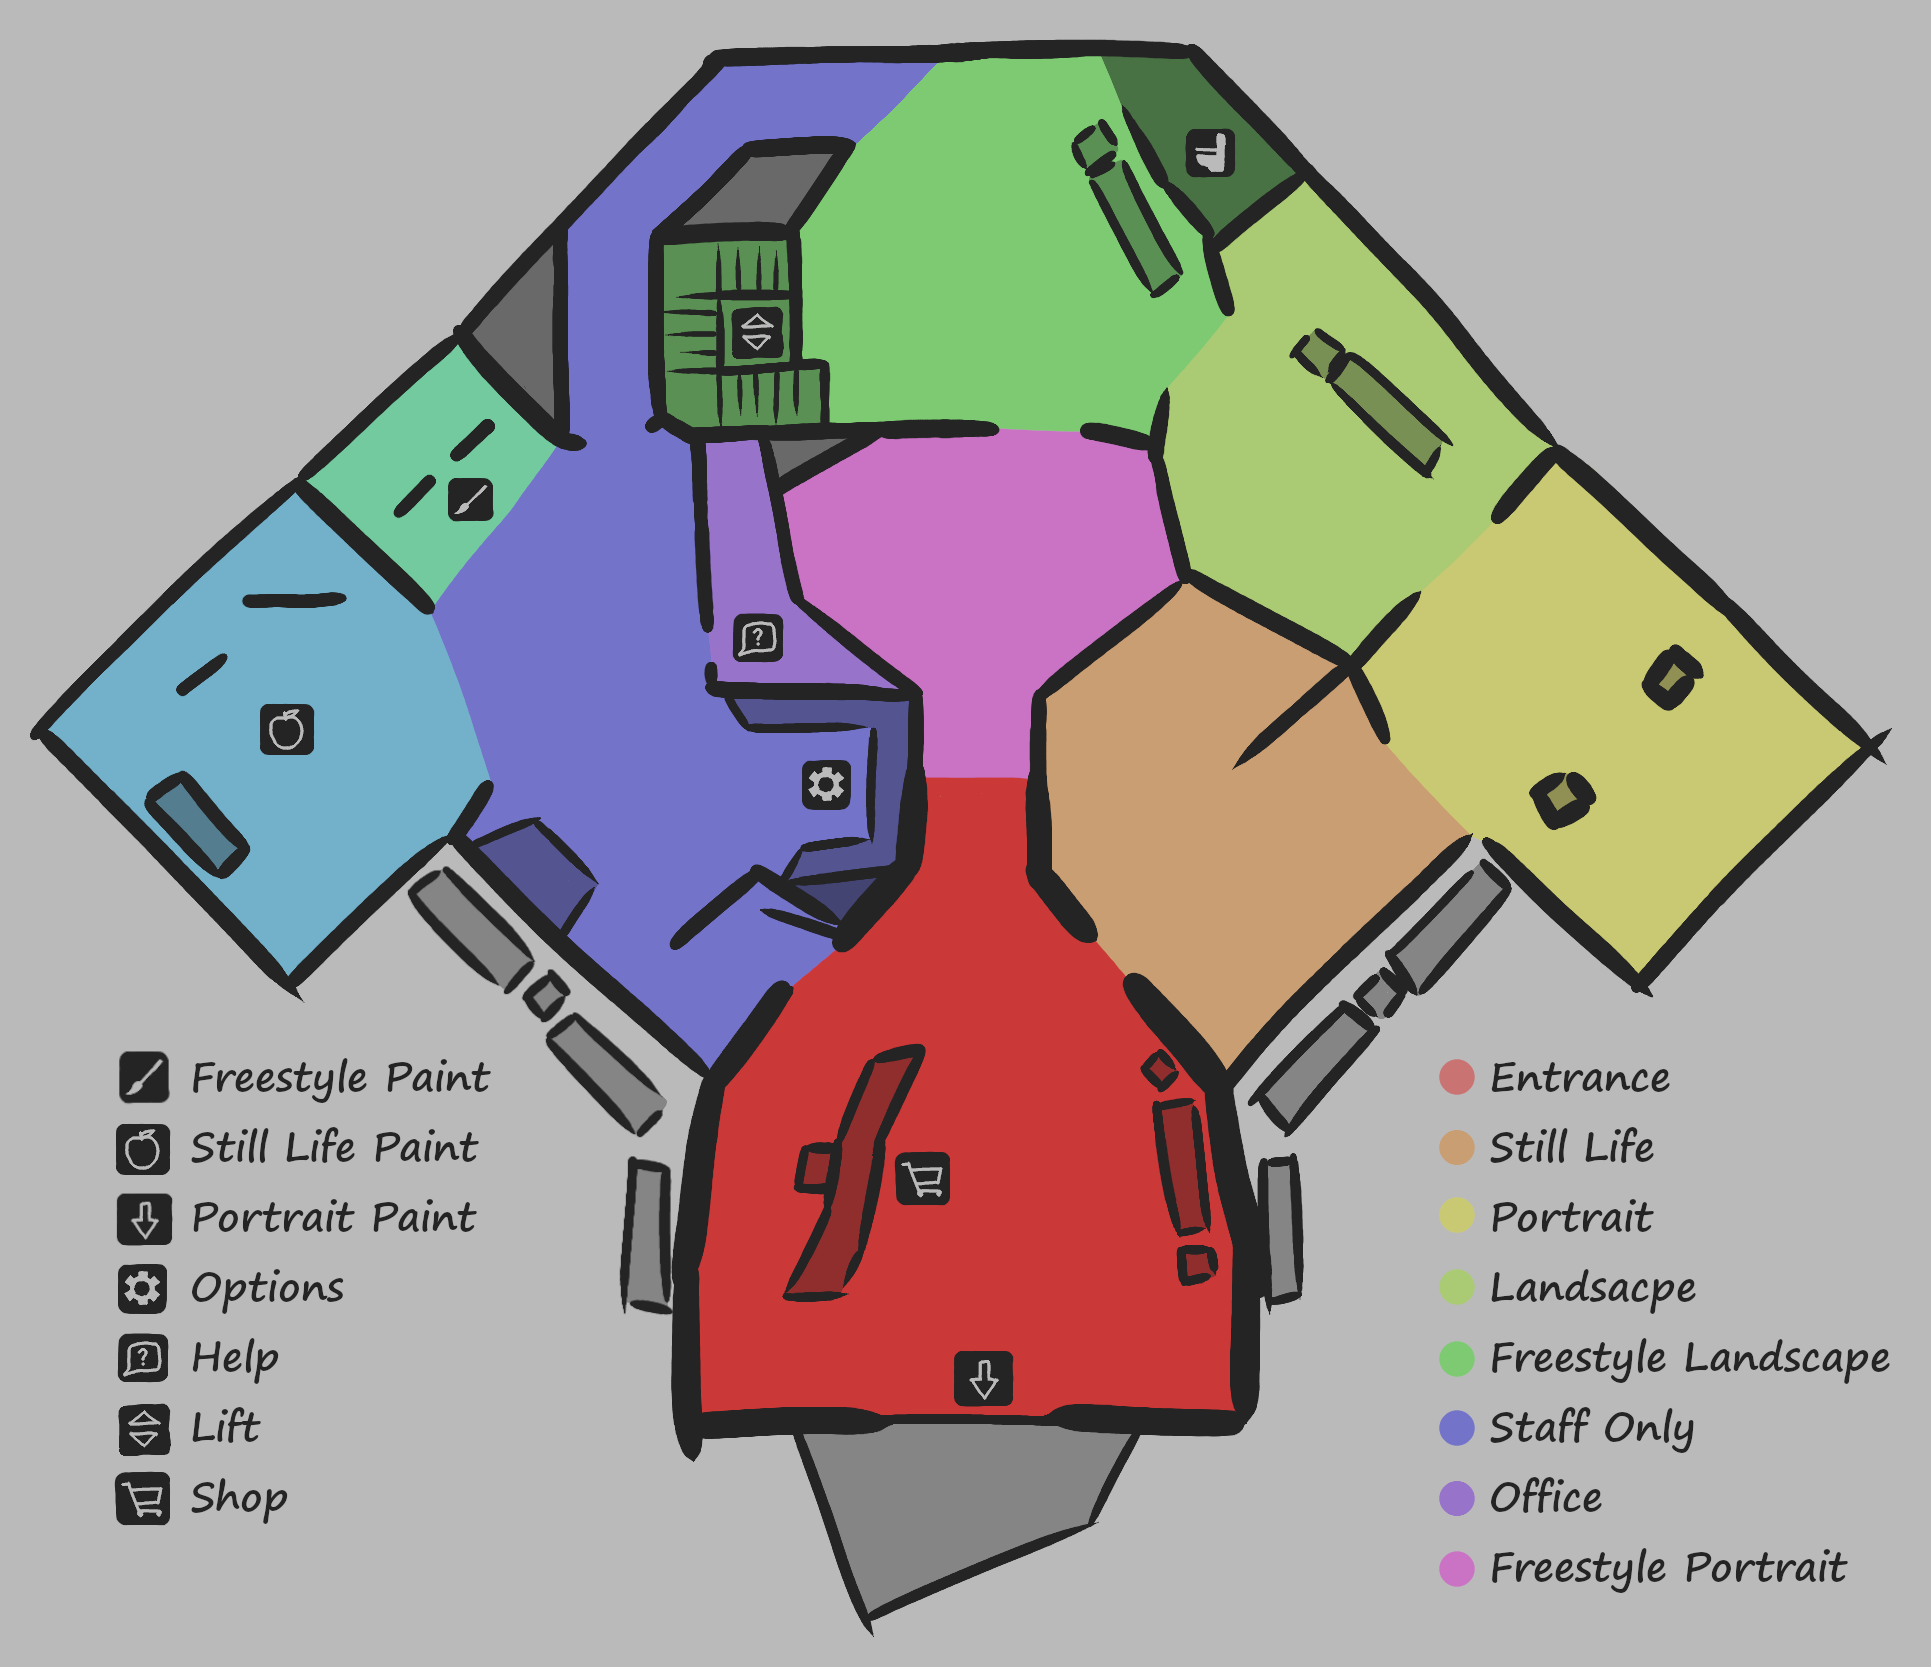 ?
?
Freestyle Paint
Still Life Paint
Portrait Paint
Options
Help
Lift
Shop
Entrance
Still Life
Portrait
Landsacpe
Freestyle Landscape
Staff Only
Office
Freestyle Portrait